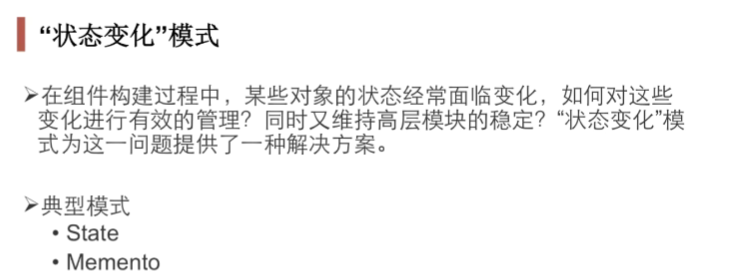 “状态变化”模式
➢在组件构建过程中，某些对象的状态经常面临变化，如何对这些
变化进行有效的管理？同时又维持高层模块的稳定？“状态变化”模
式为这一问题提供了一种解决方案。
➢典型模式
• State
• Memento